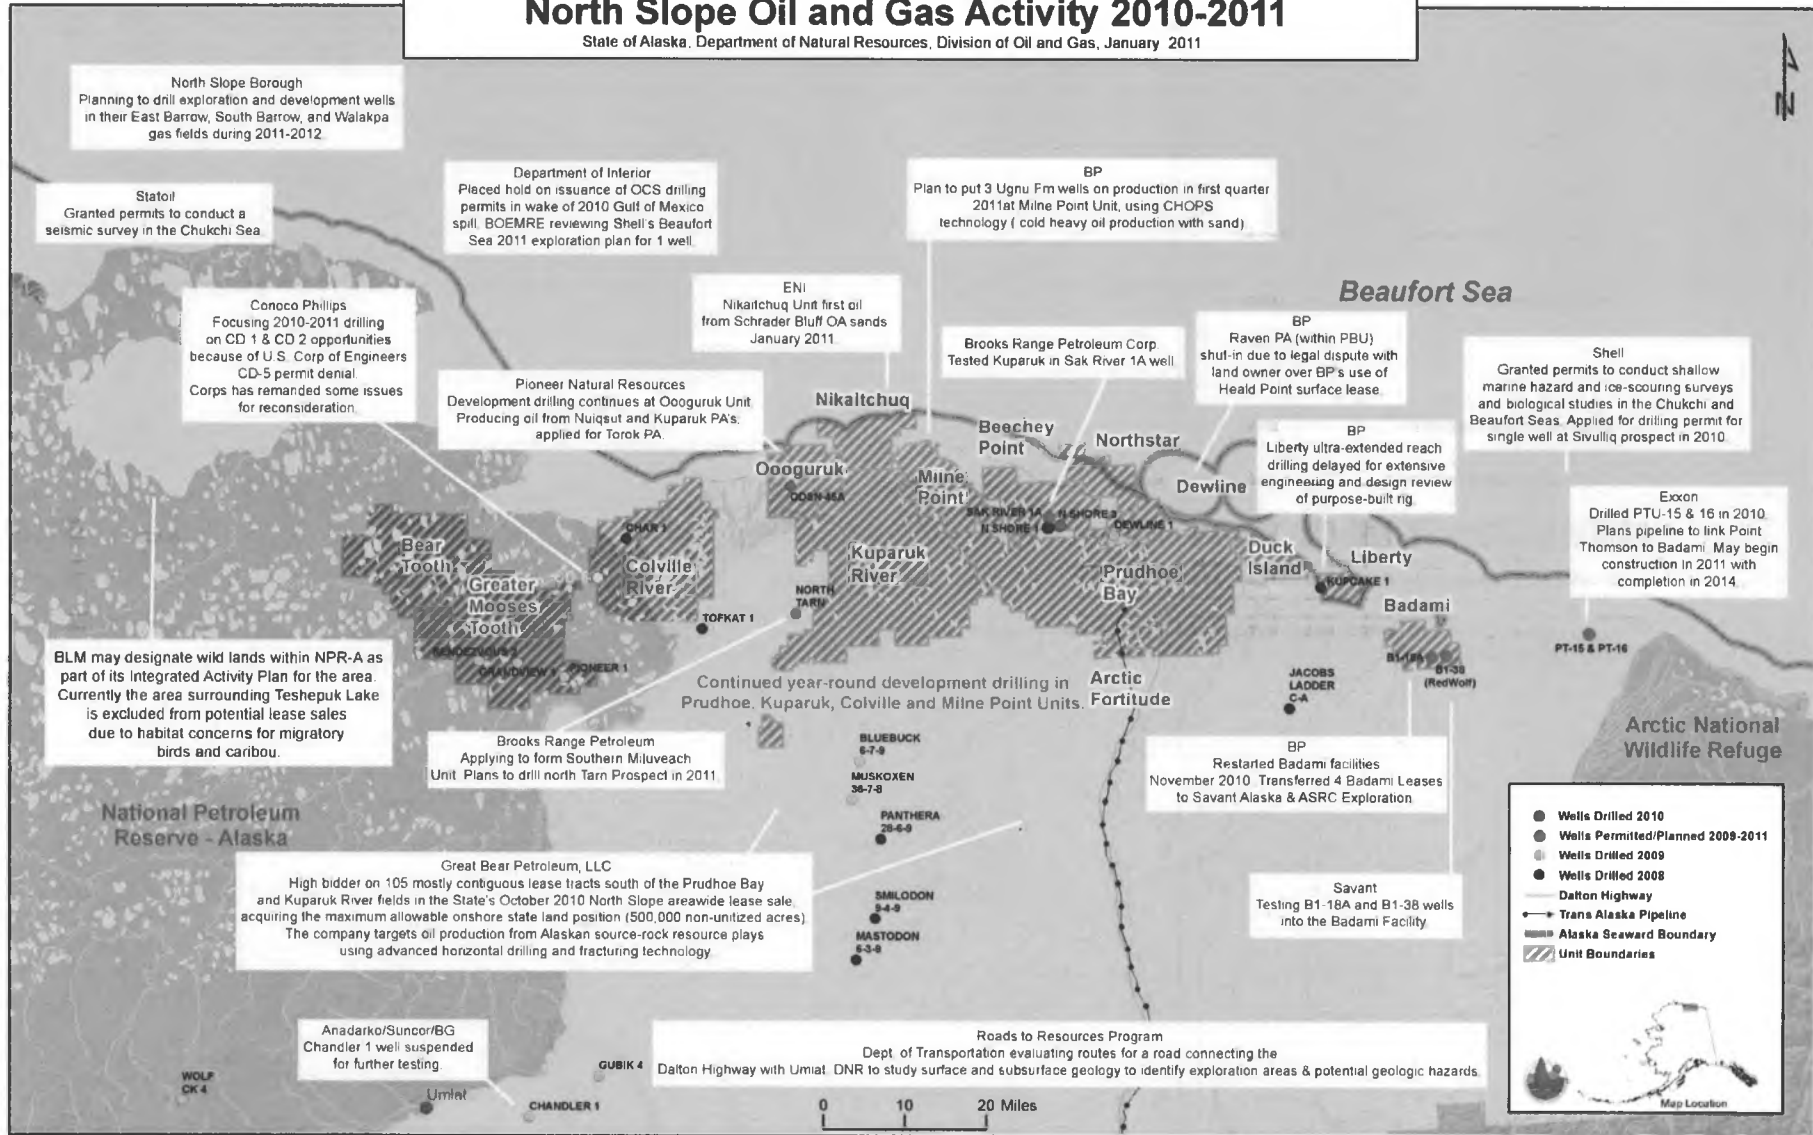 North Slope Oil and Gas Activity 2010-2011
State of Alaska, Department of Natural Resources, Division of Oil and Gas, January 2011
N
North Slope Borough
Planning to drill exploration and development wells
in their East Barrow, South Barrow, and Walakpa
gas fields during 2011-2012
Statoil
Granted permits to conduct a
seismic survey in the Chukchi Sea.
Department of Interior
Placed hold on issuance of OCS drilling
permits in wake of 2010 Gulf of Mexico
spill. BOEMRE reviewing Shell's Beaufort
Sea 2011 exploration plan for 1 well.
BP
Plan to put 3 Ugnu Fm wells on production in first quarter
2011at Milne Point Unit, using CHOPS
technology ( cold heavy oil production with sand)
Conoco Phillips
Focusing 2010-2011 drilling
on CD 1 & CD 2 opportunities
because of U.S. Corp of Engineers
CD-5 permit denial.
Corps has remanded some issues
for reconsideration.
ENI
Nikaitchuq Unit first oil
from Schrader Bluff OA sands
January 2011.
Beaufort Sea
Brooks Range Petroleum Corp.
Tested Kuparuk in Sak River 1A well.
BP
Raven PA (within PBU)
shut-in due to legal dispute with
land owner over BP's use of
Heald Point surface lease.
Shell
Granted permits to conduct shallow
marine hazard and ice-scouring surveys
and biological studies in the Chukchi and
Beaufort Seas. Applied for drilling permit for
single well at Sivulliq prospect in 2010.
Pioneer Natural Resources
Development drilling continues at Oooguruk Unit.
Producing oil from Nuiqsut and Kuparuk PA's;
applied for Torok PA.
Nikaitchuq
Beechey
Point
Northstar
BP
Liberty ultra-extended reach
drilling delayed for extensive
engineering and design review
of purpose-built rig.
Oooguruk
ODSN-45A
Milne
Point
Dewline
Exxon
Drilled PTU-15 & 16 in 2010.
Plans pipeline to link Point
Thomson to Badami. May begin
construction in 2011 with
completion in 2014.
SAK RIVER 1A
N SHORE 3
N SHORE 1
DEWLINE 1
CHAR 1
Bear
Tooth
Colville
River
Kuparuk
River
Prudhoe
Bay
Duck
Island
Liberty
KUPCAKE 1
Greater
Mooses
Tooth
NORTH
TARN
TOFKAT 1
Badami
BLM may designate wild lands within NPR-A as
part of its Integrated Activity Plan for the area.
Currently the area surrounding Teshepuk Lake
is excluded from potential lease sales
due to habitat concerns for migratory
birds and caribou.
RENDEZVOUS 2
GRANDVIEW 1
PIONEER 1
B1-18A
B1-38
(RedWolf)
PT-15 & PT-16
Continued year-round development drilling in
Prudhoe, Kuparuk, Colville and Milne Point Units.
Arctic
Fortitude
JACOBS
LADDER
C-A
Arctic National
Wildlife Refuge
Brooks Range Petroleum
Applying to form Southern Miluveach
Unit. Plans to drill north Tarn Prospect in 2011.
BLUEBUCK
6-7-9
MUSKOXEN
36-7-8
PANTHERA
28-6-9
BP
Restarted Badami facilities
November 2010. Transferred 4 Badami Leases
to Savant Alaska & ASRC Exploration
National Petroleum
Reserve - Alaska
Great Bear Petroleum, LLC
High bidder on 105 mostly contiguous lease tracts south of the Prudhoe Bay
and Kuparuk River fields in the State's October 2010 North Slope areawide lease sale,
acquiring the maximum allowable onshore state land position (500,000 non-unitized acres)
The company targets oil production from Alaskan source-rock resource plays
using advanced horizontal drilling and fracturing technology
SMILODON
9-4-9
MASTODON
6-3-9
Savant
Testing B1-18A and B1-38 wells
into the Badami Facility.
Wells Drilled 2010
Wells Permitted/Planned 2009-2011
Wells Drilled 2009
Wells Drilled 2008
Dalton Highway
Trans Alaska Pipeline
Alaska Seaward Boundary
Unit Boundaries
Map Location
Anadarko/Suncor/BG
Chandler 1 well suspended
for further testing.
Roads to Resources Program
Dept. of Transportation evaluating routes for a road connecting the
Dalton Highway with Umiat. DNR to study surface and subsurface geology to identify exploration areas & potential geologic hazards.
WOLF
CK 4
Umiat
GUBIK 4
CHANDLER 1
0 10 20 Miles